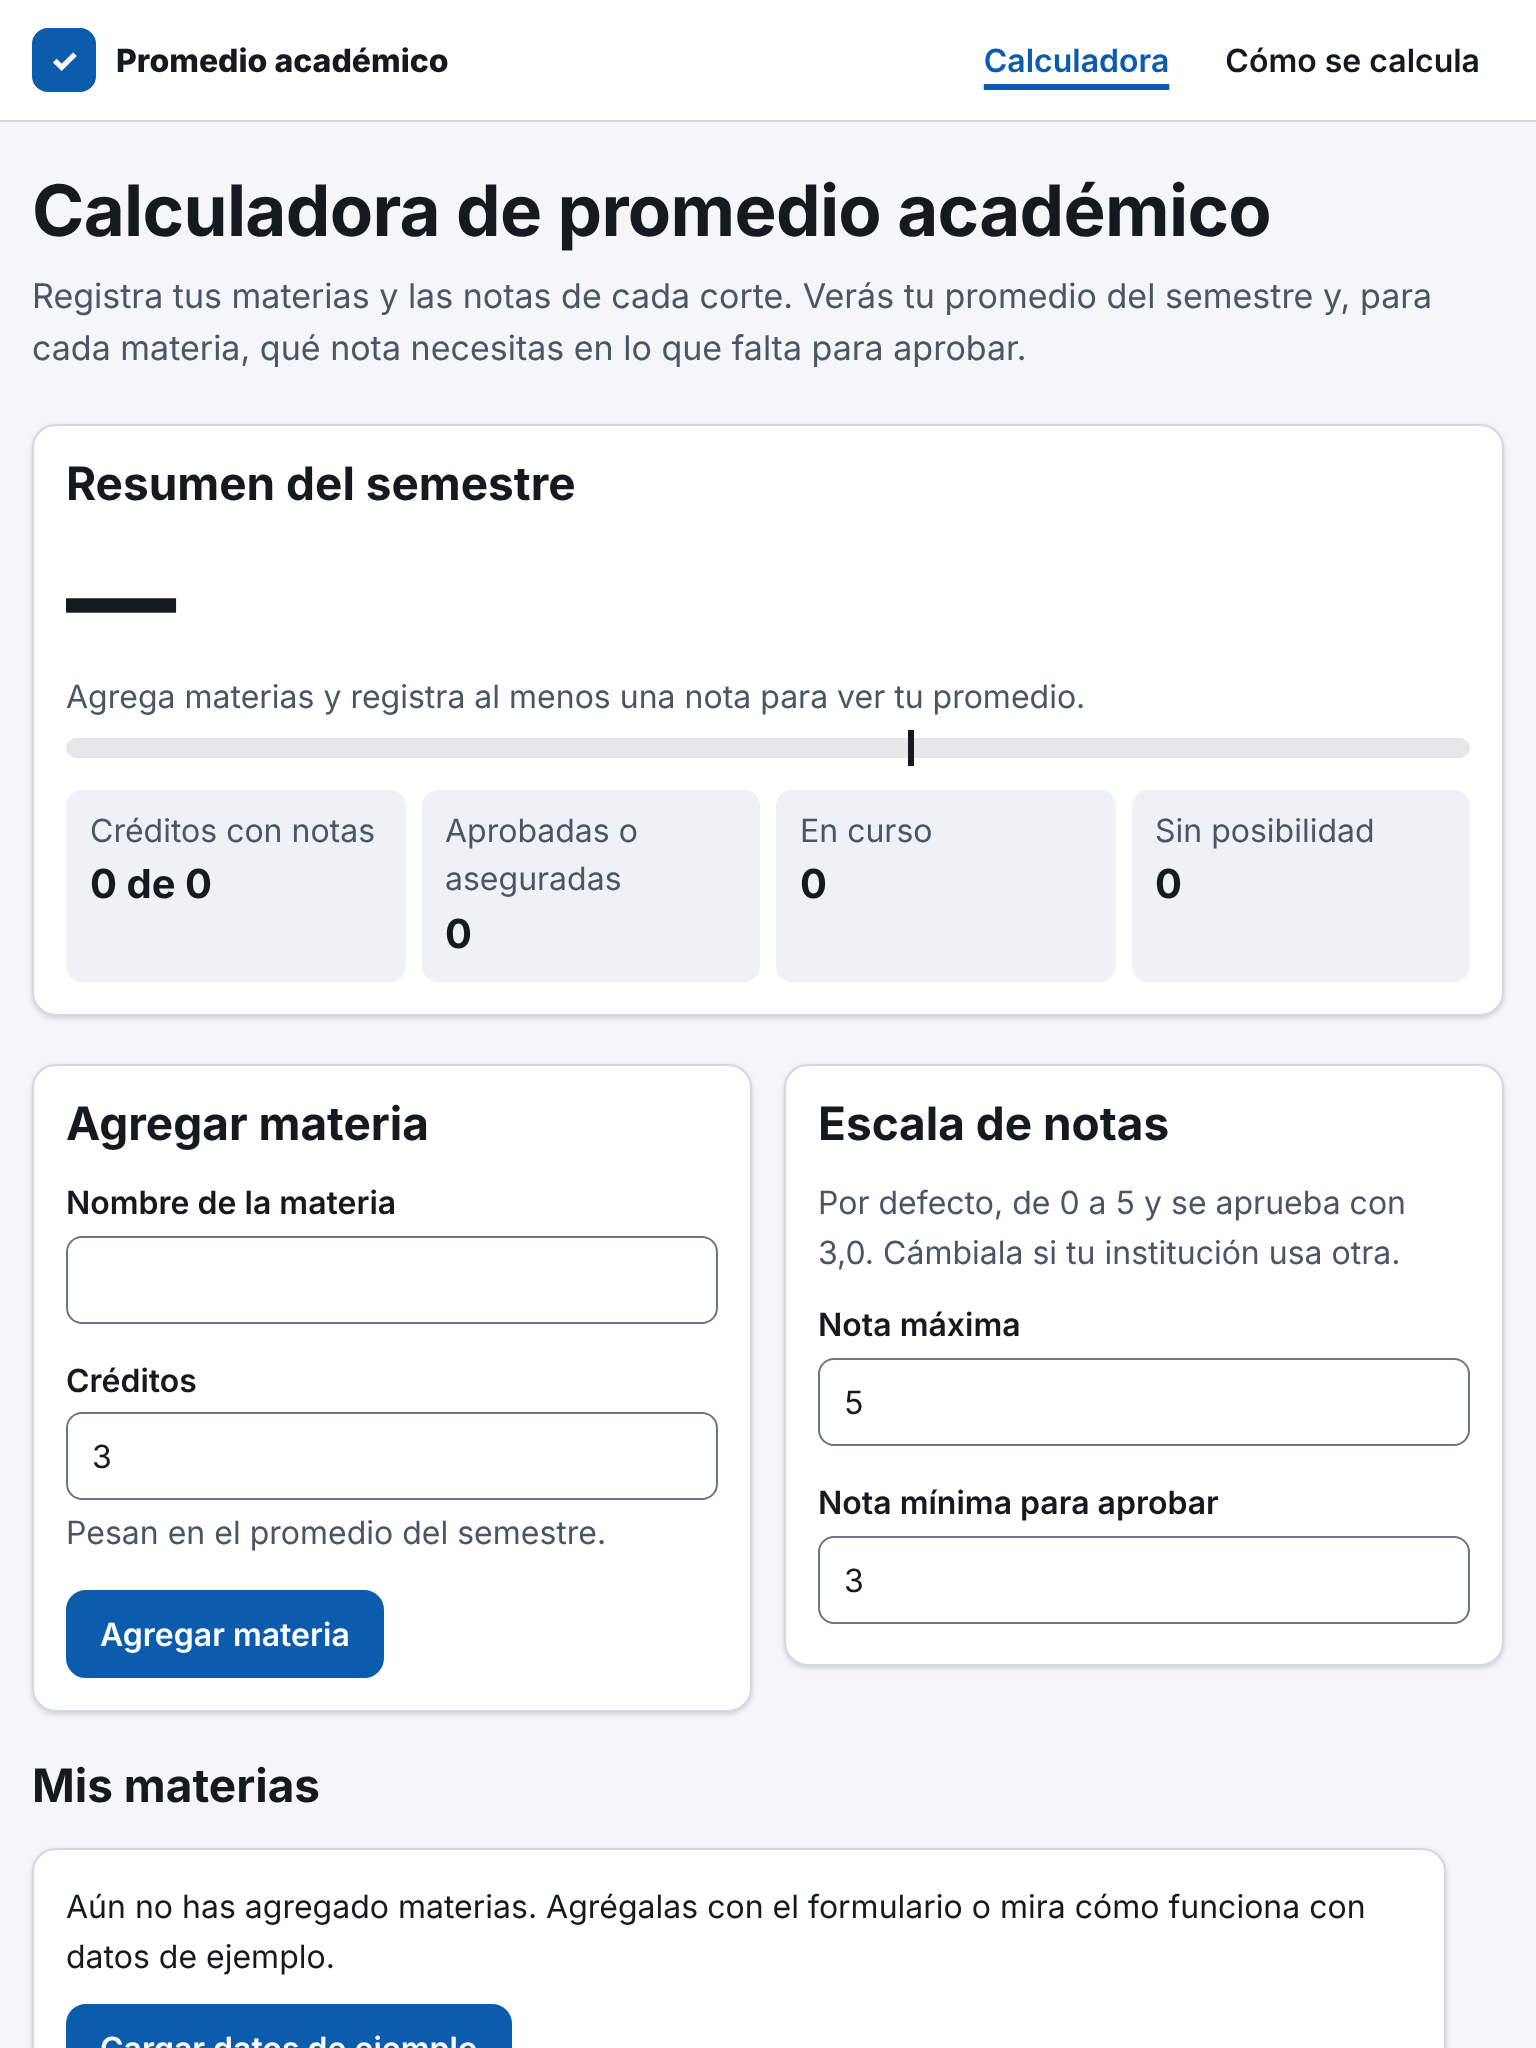 Promedio académico
Calculadora
Cómo se calcula
Calculadora de promedio académico
Registra tus materias y las notas de cada corte. Verás tu promedio del semestre y, para
cada materia, qué nota necesitas en lo que falta para aprobar.
Resumen del semestre
—
Agrega materias y registra al menos una nota para ver tu promedio.
Créditos con notas
0 de 0
Aprobadas o
aseguradas
0
En curso
0
Sin posibilidad
0
Agregar materia
Nombre de la materia
Créditos
3
Pesan en el promedio del semestre.
Agregar materia
Escala de notas
Por defecto, de 0 a 5 y se aprueba con
3,0. Cámbiala si tu institución usa otra.
Nota máxima
5
Nota mínima para aprobar
3
Mis materias
Aún no has agregado materias. Agrégalas con el formulario o mira cómo funciona con
datos de ejemplo.
Cargar datos de ejemplo